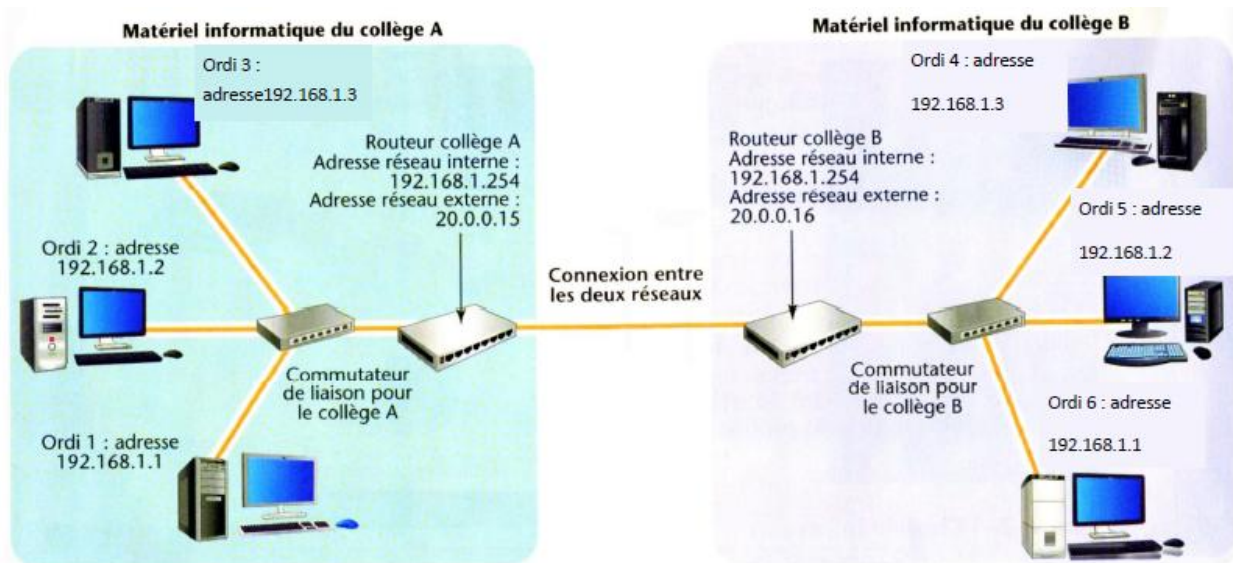 Matériel informatique du collège A
Ordi 3 :
adresse192.168.1.3
Routeur collège A
Adresse réseau interne :
192.168.1.254
Adresse réseau externe :
20.0.0.15
Ordi 2 : adresse
192.168.1.2
Commutateur
de liaison pour
le collège A
Ordi 1 : adresse
192.168.1.1
Connexion entre
les deux réseaux
Matériel informatique du collège B
Ordi 4 : adresse
192.168.1.3
Routeur collège B
Adresse réseau interne :
192.168.1.254
Adresse réseau externe :
20.0.0.16
Ordi 5 : adresse
192.168.1.2
Commutateur
de liaison pour
le collège B
Ordi 6 : adresse
192.168.1.1